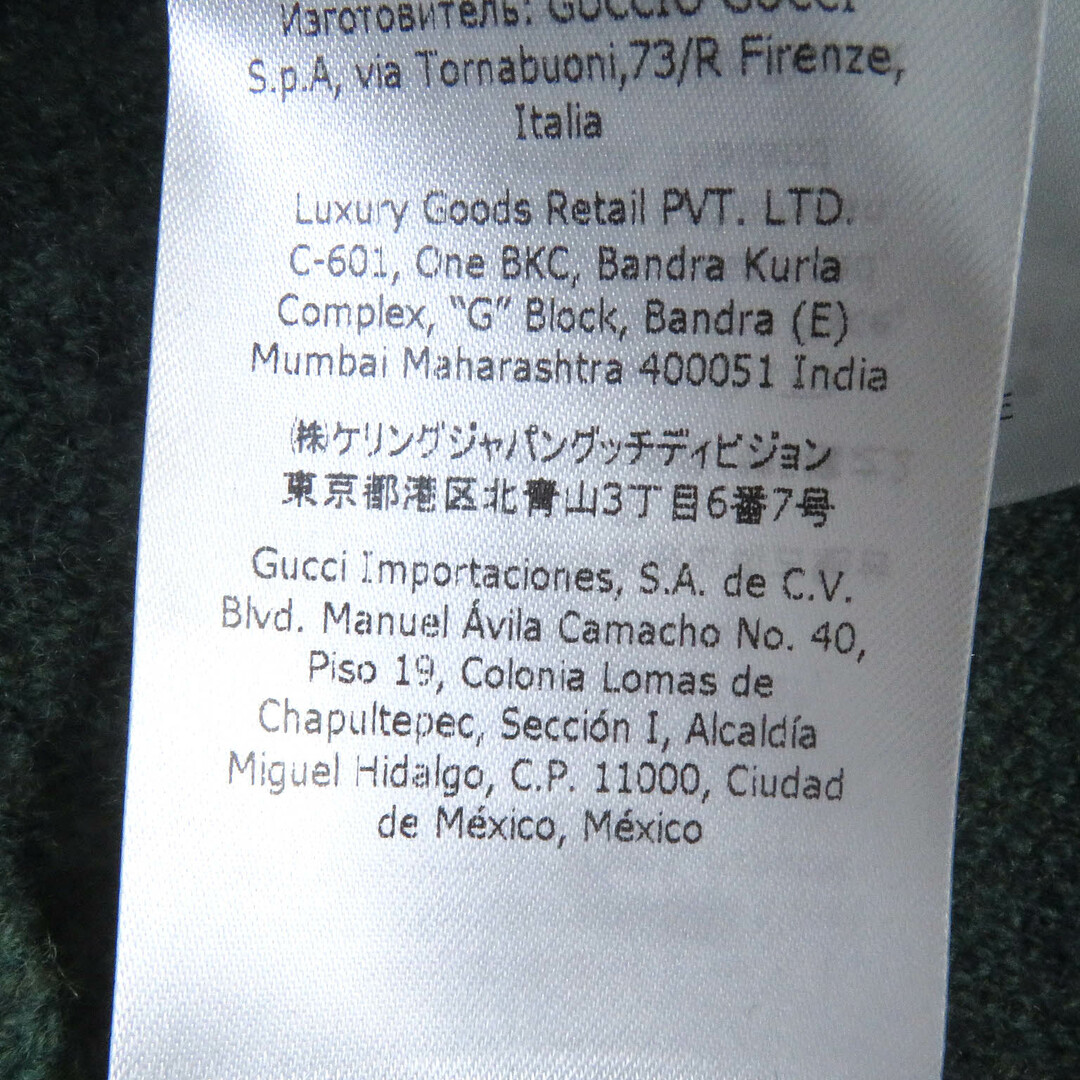 Изготовитель: GUCCIO GUCCI
S.p.A, via Tornabuoni,73/R Firenze,
Italia
Luxury Goods Retail PVT. LTD.
C-601, One BKC, Bandra Kurla
Complex, “G” Block, Bandra (E)
Mumbai Maharashtra 400051 India
㈱ケリングジャパングッチディビジョン
東京都港区北青山3丁目6番7号
Gucci Importaciones, S.A. de C.V.
Blvd. Manuel Ávila Camacho No. 40,
Piso 19, Colonia Lomas de
Chapultepec, Sección I, Alcaldía
Miguel Hidalgo, C.P. 11000, Ciudad
de México, México